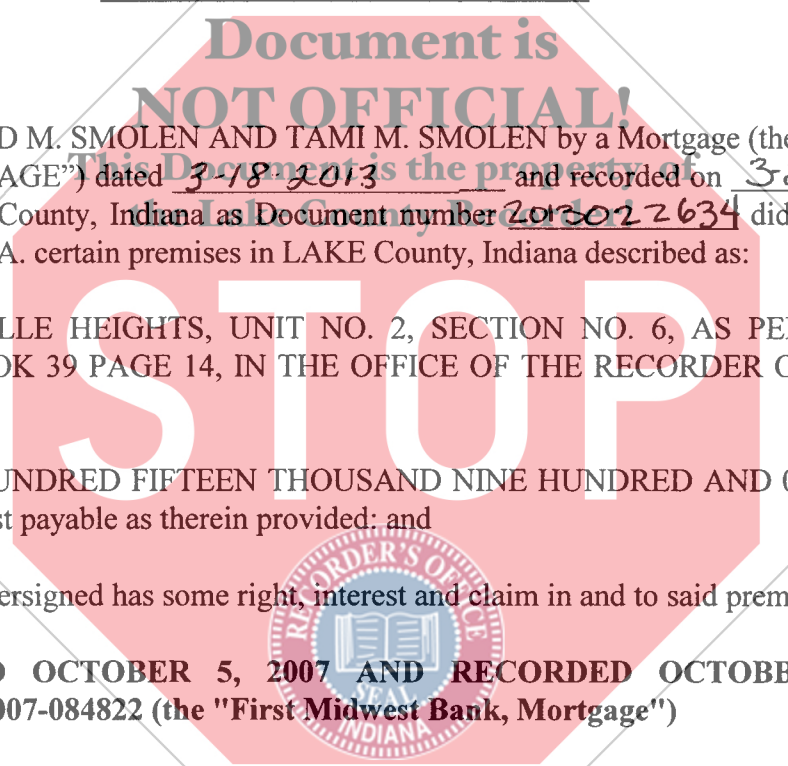 Document is
NOT OFFICIAL!
D M. SMOLEN AND TAMI M. SMOLEN by a Mortgage (the
This Document is the property of
AGE") dated 3-18-2013 and recorded on 3-
the Lake County Recorder!
County, Indiana as Document number 2013022634 did
A. certain premises in LAKE County, Indiana described as:
STOP
LLE HEIGHTS, UNIT NO. 2, SECTION NO. 6, AS PE
OK 39 PAGE 14, IN THE OFFICE OF THE RECORDER O
UNDRED FIFTEEN THOUSAND NINE HUNDRED AND
st payable as therein provided: and
ersigned has some right, interest and claim in and to said prem
RECORDER'S OFFICE
SEAL
INDIANA
D OCTOBER 5, 2007 AND RECORDED OCTOB
007-084822 (the "First Midwest Bank, Mortgage")